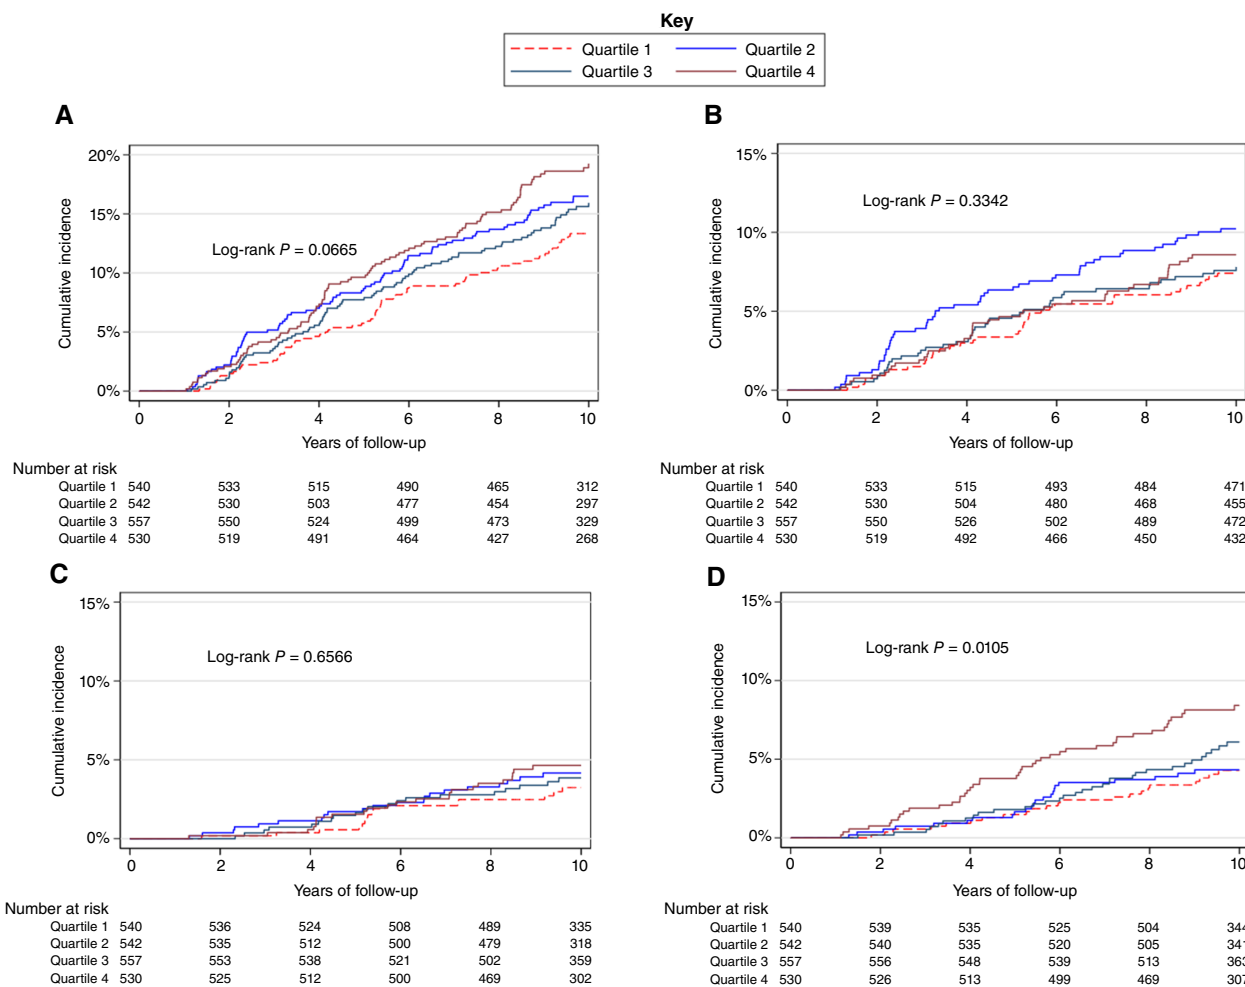 Key
Quartile 1 Quartile 2
Quartile 3 Quartile 4
A
20%
15%
10%
5%
0%
Cumulative incidence
Log-rank P = 0.0665
0 2 4 6 8 10
Years of follow-up
Number at risk
Quartile 1 540 533 515 490 465 312
Quartile 2 542 530 503 477 454 297
Quartile 3 557 550 524 499 473 329
Quartile 4 530 519 491 464 427 268
B
15%
10%
5%
0%
Cumulative incidence
Log-rank P = 0.3342
0 2 4 6 8 10
Years of follow-up
Number at risk
Quartile 1 540 533 515 493 484 471
Quartile 2 542 530 504 480 468 455
Quartile 3 557 550 526 502 489 472
Quartile 4 530 519 492 466 450 432
C
15%
10%
5%
0%
Cumulative incidence
Log-rank P = 0.6566
0 2 4 6 8 10
Years of follow-up
Number at risk
Quartile 1 540 536 524 508 489 335
Quartile 2 542 535 512 500 479 318
Quartile 3 557 553 538 521 502 359
Quartile 4 530 525 512 500 469 302
D
15%
10%
5%
0%
Cumulative incidence
Log-rank P = 0.0105
0 2 4 6 8 10
Years of follow-up
Number at risk
Quartile 1 540 539 535 525 504 344
Quartile 2 542 540 535 520 505 341
Quartile 3 557 556 548 539 513 363
Quartile 4 530 526 513 499 469 307